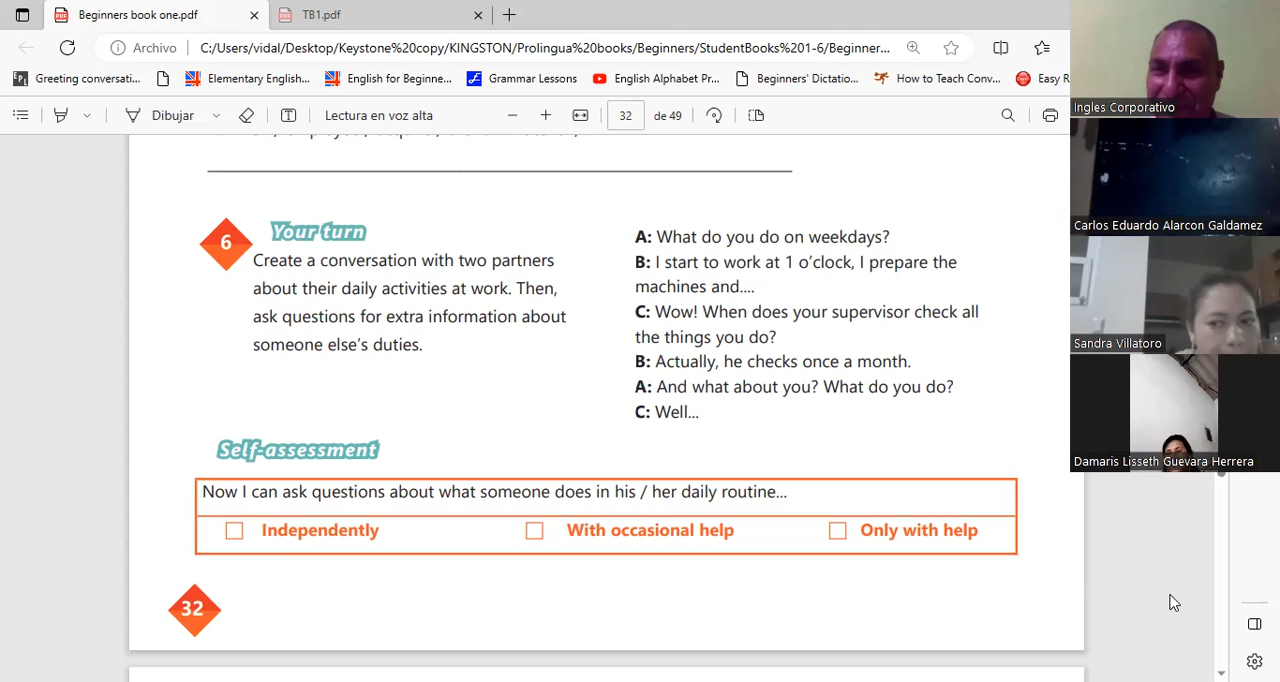 Beginners book one.pdf
TB1.pdf
Archivo
C:/Users/vidal/Desktop/Keystone%20copy/KINGSTON/Prolingua%20books/Beginners/StudentBooks%201-6/Beginner...
Greeting conversati...
Elementary English...
English for Beginne...
Grammar Lessons
English Alphabet Pr...
Beginners' Dictatio...
How to Teach Conv...
Easy R
Dibujar
Lectura en voz alta
32
de 49
6
Your turn
Create a conversation with two partners
about their daily activities at work. Then,
ask questions for extra information about
someone else's duties.
A: What do you do on weekdays?
B: I start to work at 1 o'clock, I prepare the
machines and....
C: Wow! When does your supervisor check all
the things you do?
B: Actually, he checks once a month.
A: And what about you? What do you do?
C: Well...
Self-assessment
Now I can ask questions about what someone does in his / her daily routine...
Independently
With occasional help
Only with help
32
Ingles Corporativo
Carlos Eduardo Alarcon Galdamez
Sandra Villatoro
Damaris Lisseth Guevara Herrera